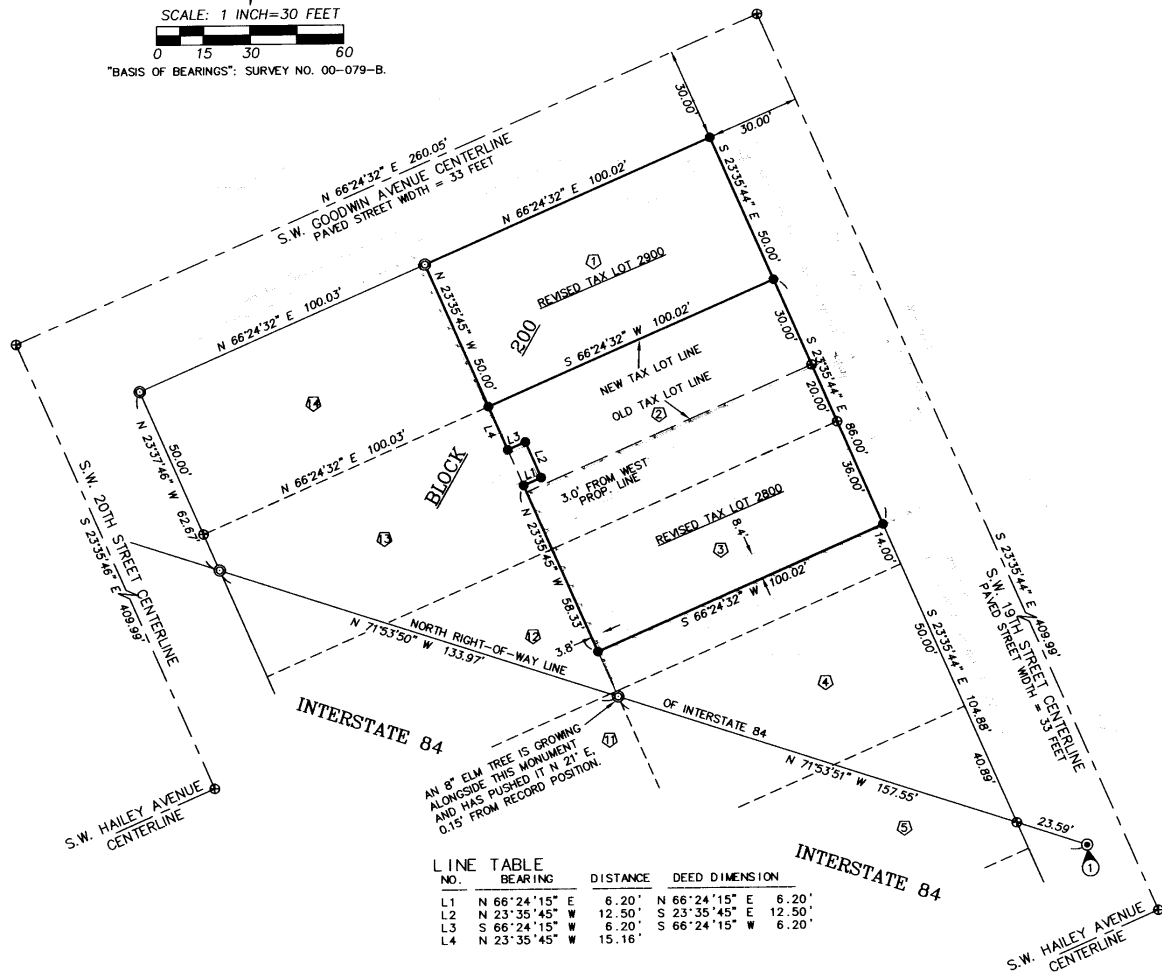 SCALE: 1 INCH=30 FEET
0 15 30 60
"BASIS OF BEARINGS": SURVEY NO. 00-079-B.
N 66°24'32" E 260.05'
S.W. GOODWIN AVENUE CENTERLINE
PAVED STREET WIDTH = 33 FEET
30.00'
30.00'
N 66°24'32" E 100.02'
S 23°35'44" E
50.00'
1
REVISED TAX LOT 2900
N 66°24'32" E 100.03'
N 23°35'45" W
50.00'
200
S 66°24'32" W 100.02'
NEW TAX LOT LINE
OLD TAX LOT LINE
30.00'
S 23°35'44" E
20.00'
86.00'
36.00'
2
14
N 23°37'46" W
50.00'
62.67'
N 66°24'32" E 100.03'
BLOCK
L4
L3
L2
L1
3.0' FROM WEST
PROP. LINE
REVISED TAX LOT 2800
8.4'
3
N 23°35'45" W
58.33'
13
S.W. 20TH STREET CENTERLINE
S 23°35'46" E 409.99'
S 66°24'32" W 100.02'
14.00'
12
3.8'
NORTH RIGHT-OF-WAY LINE
N 71°53'50" W 133.97'
S 23°35'44" E 409.99'
S.W. 19TH STREET CENTERLINE
PAVED STREET WIDTH = 33 FEET
S 23°35'44" E
50.00'
104.88'
40.89'
4
INTERSTATE 84
OF INTERSTATE 84
N 71°53'51" W 157.55'
11
AN 8" ELM TREE IS GROWING
ALONGSIDE THIS MONUMENT
AND HAS PUSHED IT N 21° E,
0.15' FROM RECORD POSITION.
S.W. HAILEY AVENUE
CENTERLINE
5
23.59'
1
INTERSTATE 84
LINE TABLE
NO. BEARING DISTANCE DEED DIMENSION
L1 N 66°24'15" E 6.20' N 66°24'15" E 6.20'
L2 N 23°35'45" W 12.50' S 23°35'45" E 12.50'
L3 S 66°24'15" W 6.20' S 66°24'15" W 6.20'
L4 N 23°35'45" W 15.16'
S.W. HAILEY AVENUE
CENTERLINE